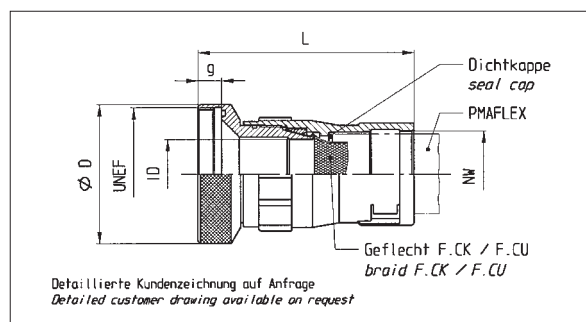 L
g
Dichtkappe
seal cap
PMAFLEX
Ø D
UNEF
ID
NW
Geflecht F.CK / F.CU
braid F.CK / F.CU
Detaillierte Kundenzeichnung auf Anfrage
Detailed customer drawing available on request